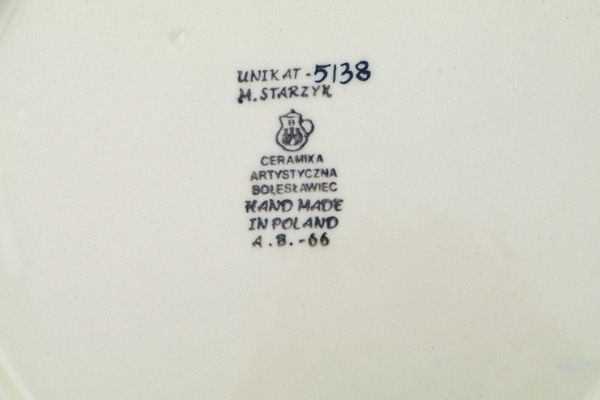 UNIKAT-5138
M. STARZYK
B
CERAMIKA
ARTYSTYCZNA
BOLESŁAWIEC
HAND MADE
IN POLAND
A.B.-66